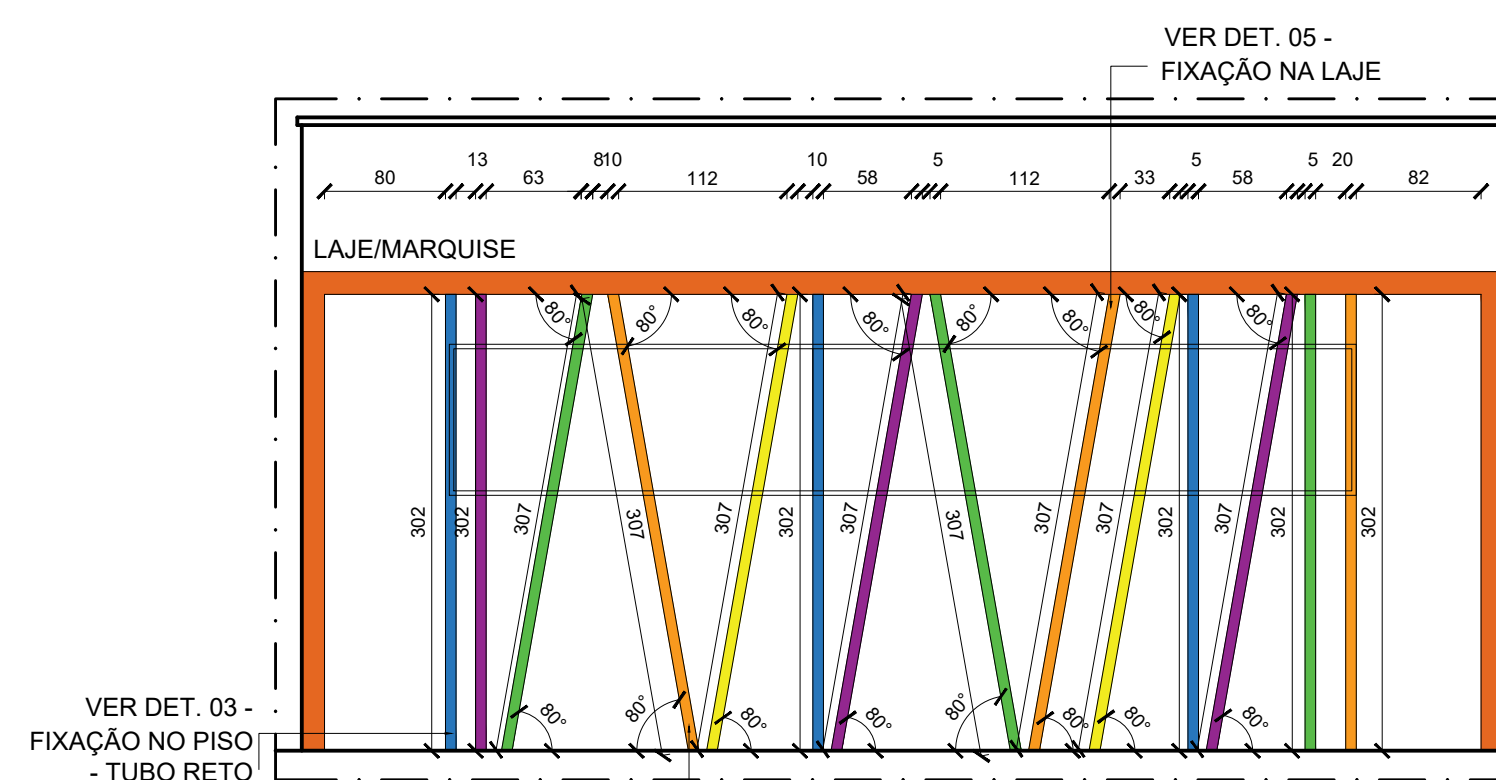 VER DET. 05 -
FIXAÇÃO NA LAJE
13 810 10 5 5 5 20
80 63 112 58 112 33 58 82
LAJE/MARQUISE
80° 80° 80° 80° 80° 80° 80° 80°
302 302 307 307 307 302 307 307 307 307 302 307 302 302
80° 80° 80° 80° 80° 80° 80° 80°
VER DET. 03 -
FIXAÇÃO NO PISO
- TUBO RETO